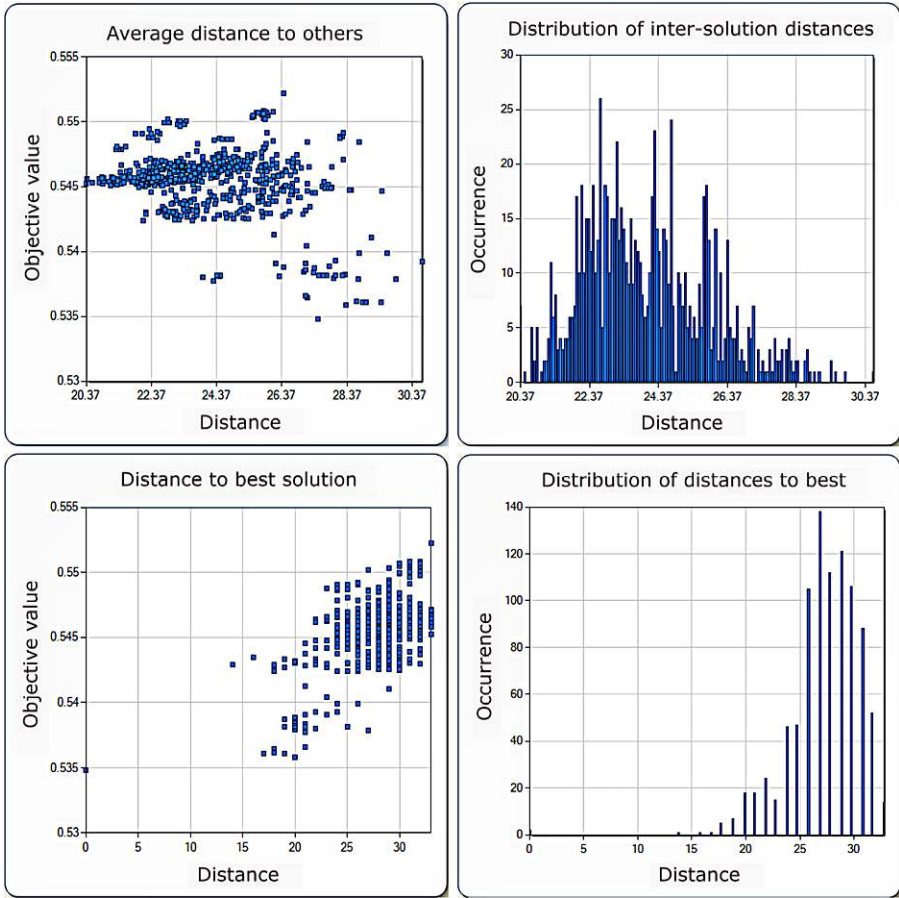 Average distance to others
Objective value
0.555
0.55
0.545
0.54
0.535
0.53
20.37 22.37 24.37 26.37 28.37 30.37
Distance
Distribution of inter-solution distances
Occurrence
30
25
20
15
10
5
0
20.37 22.37 24.37 26.37 28.37 30.37
Distance
Distance to best solution
Objective value
0.555
0.55
0.545
0.54
0.535
0.53
0 5 10 15 20 25 30
Distance
Distribution of distances to best
Occurrence
140
120
100
80
60
40
20
0
0 5 10 15 20 25 30
Distance